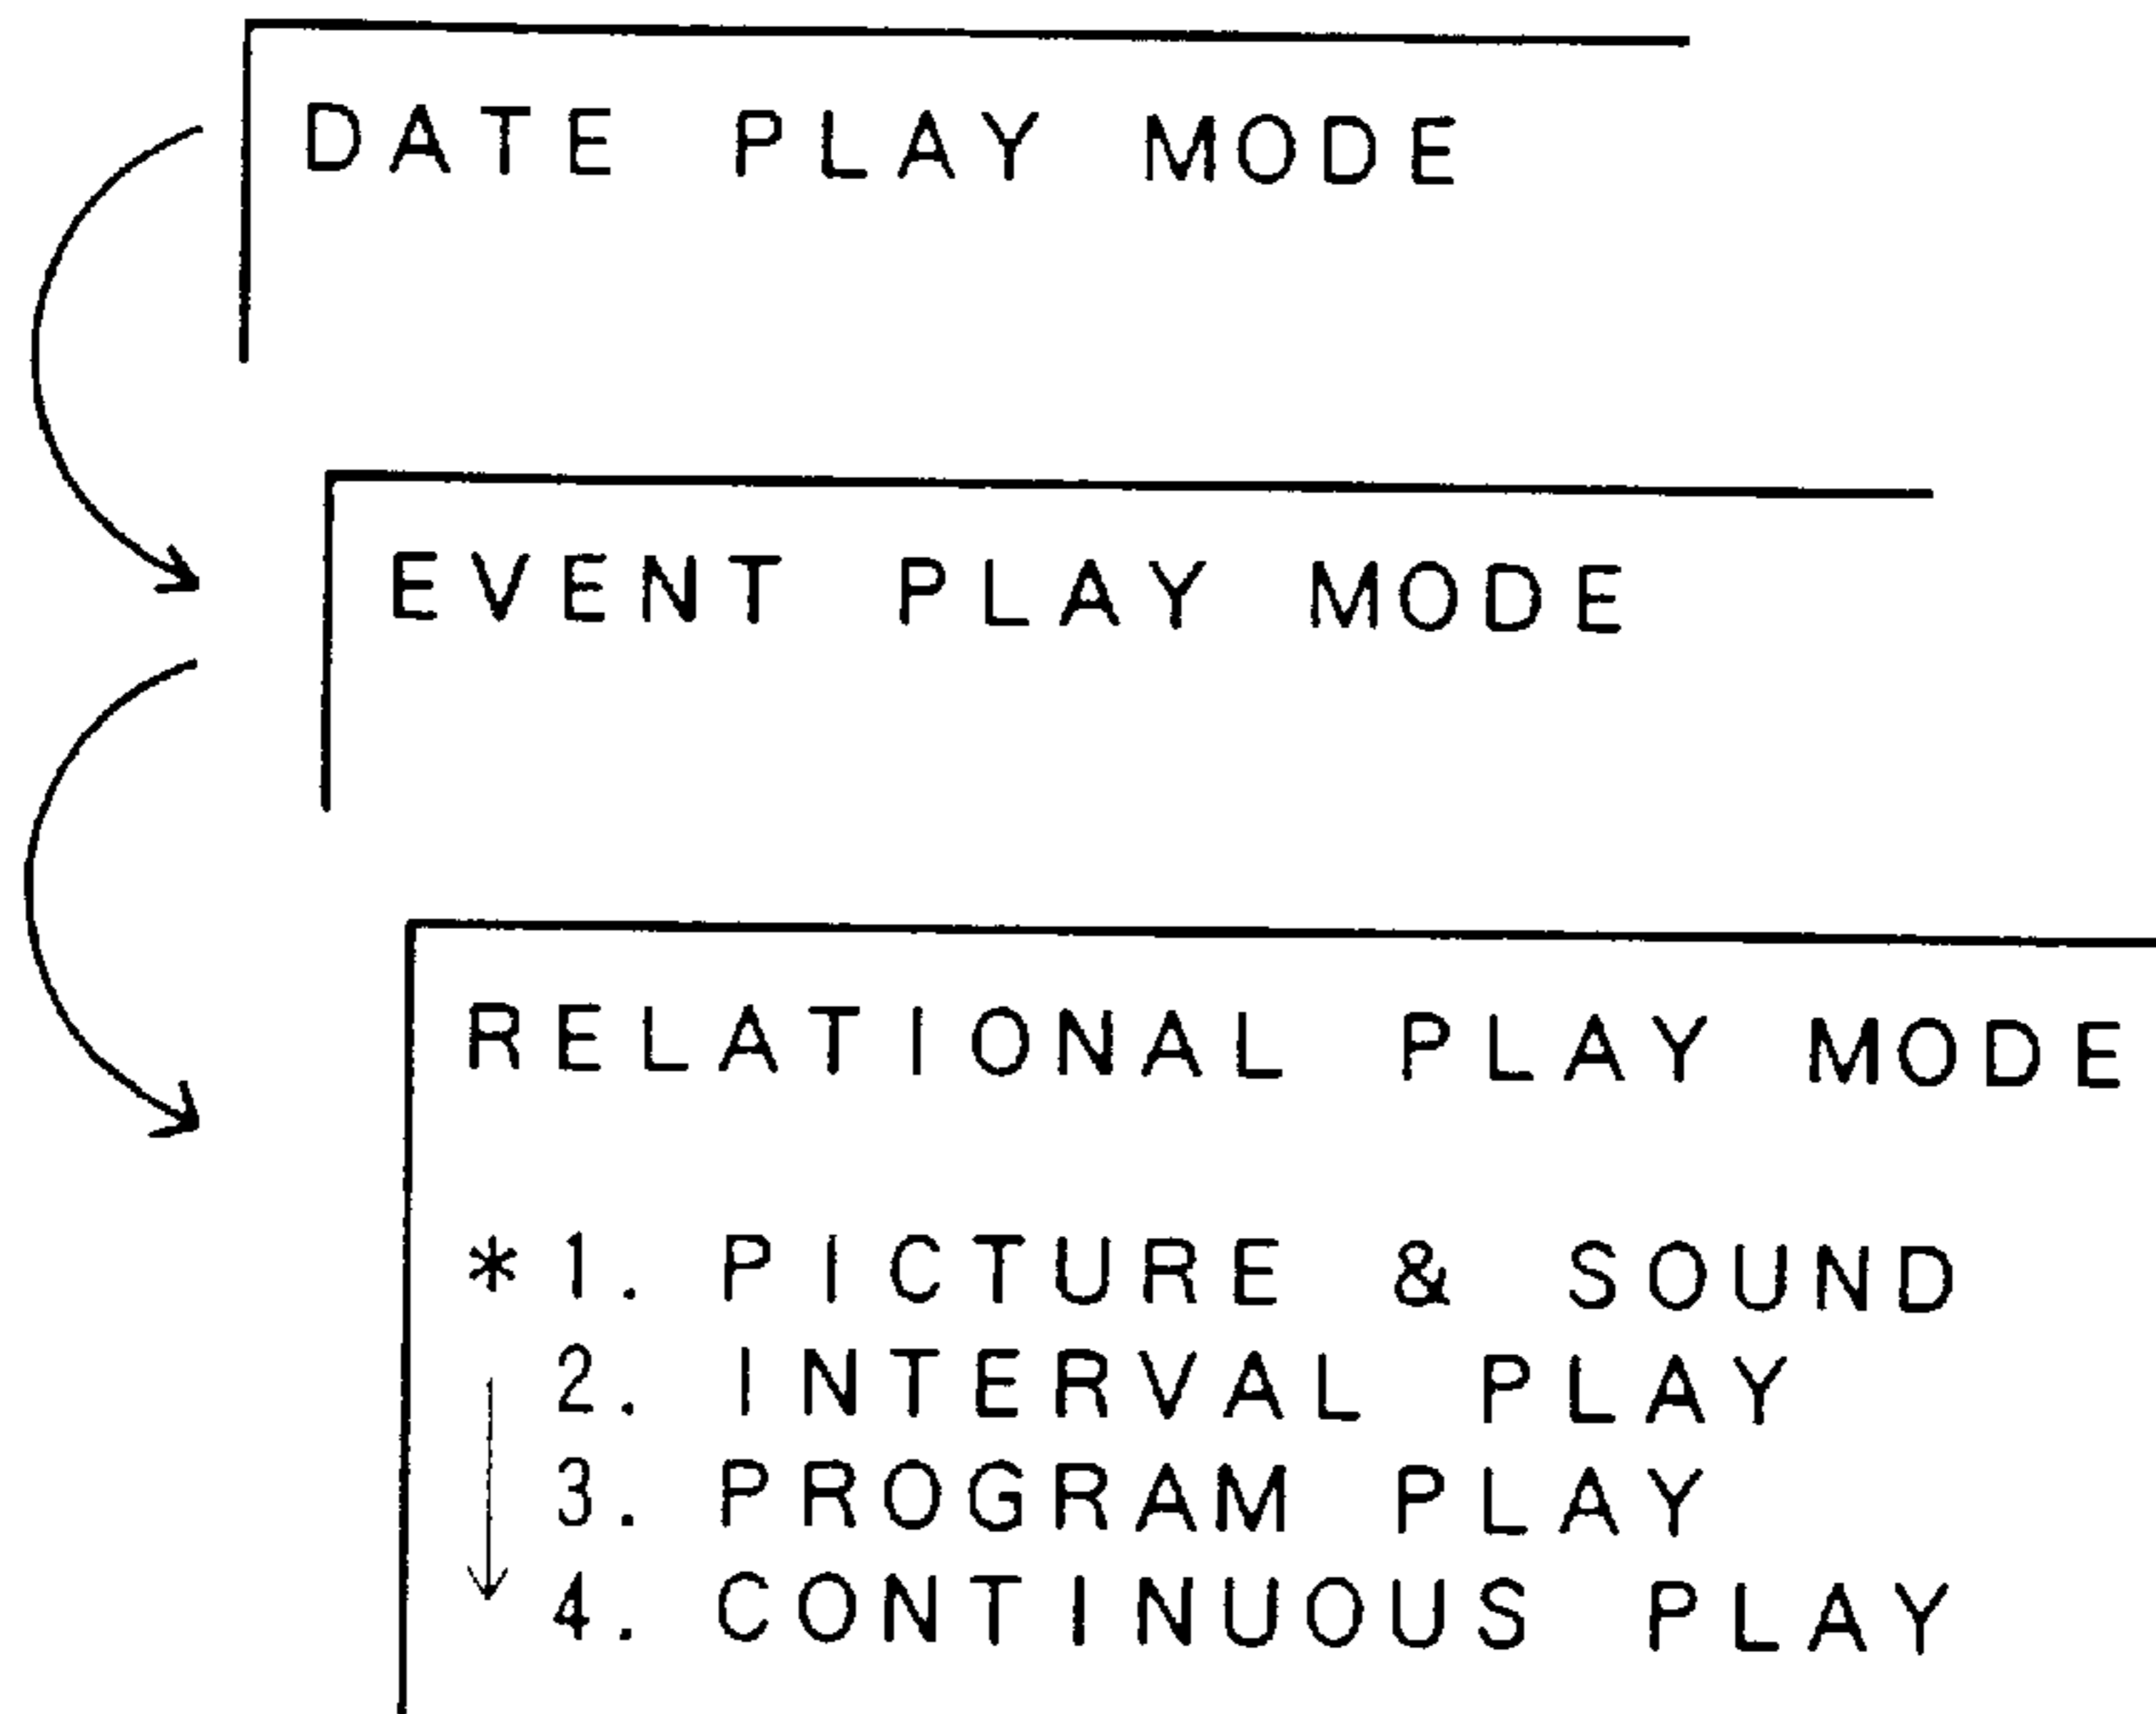 DATE PLAY MODE
EVENT PLAY MODE
RELATIONAL PLAY MODE
*1. PICTURE & SOUND
2. INTERVAL PLAY
3. PROGRAM PLAY
4. CONTINUOUS PLAY